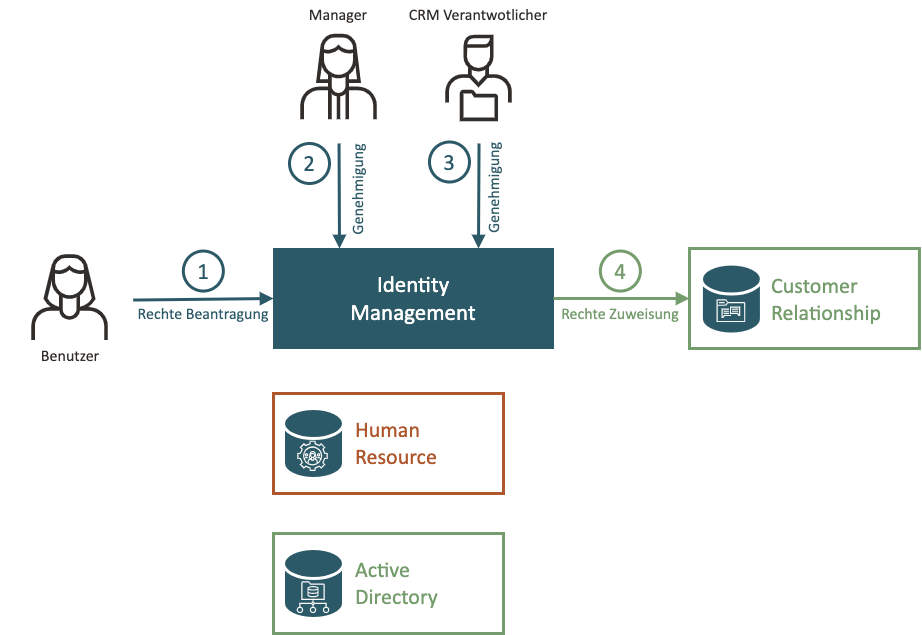 Manager
CRM Verantwotlicher
2
Genehmigung
3
Genehmigung
1
Rechte Beantragung
Benutzer
Identity
Management
4
Rechte Zuweisung
Customer
Relationship
Human
Resource
Active
Directory